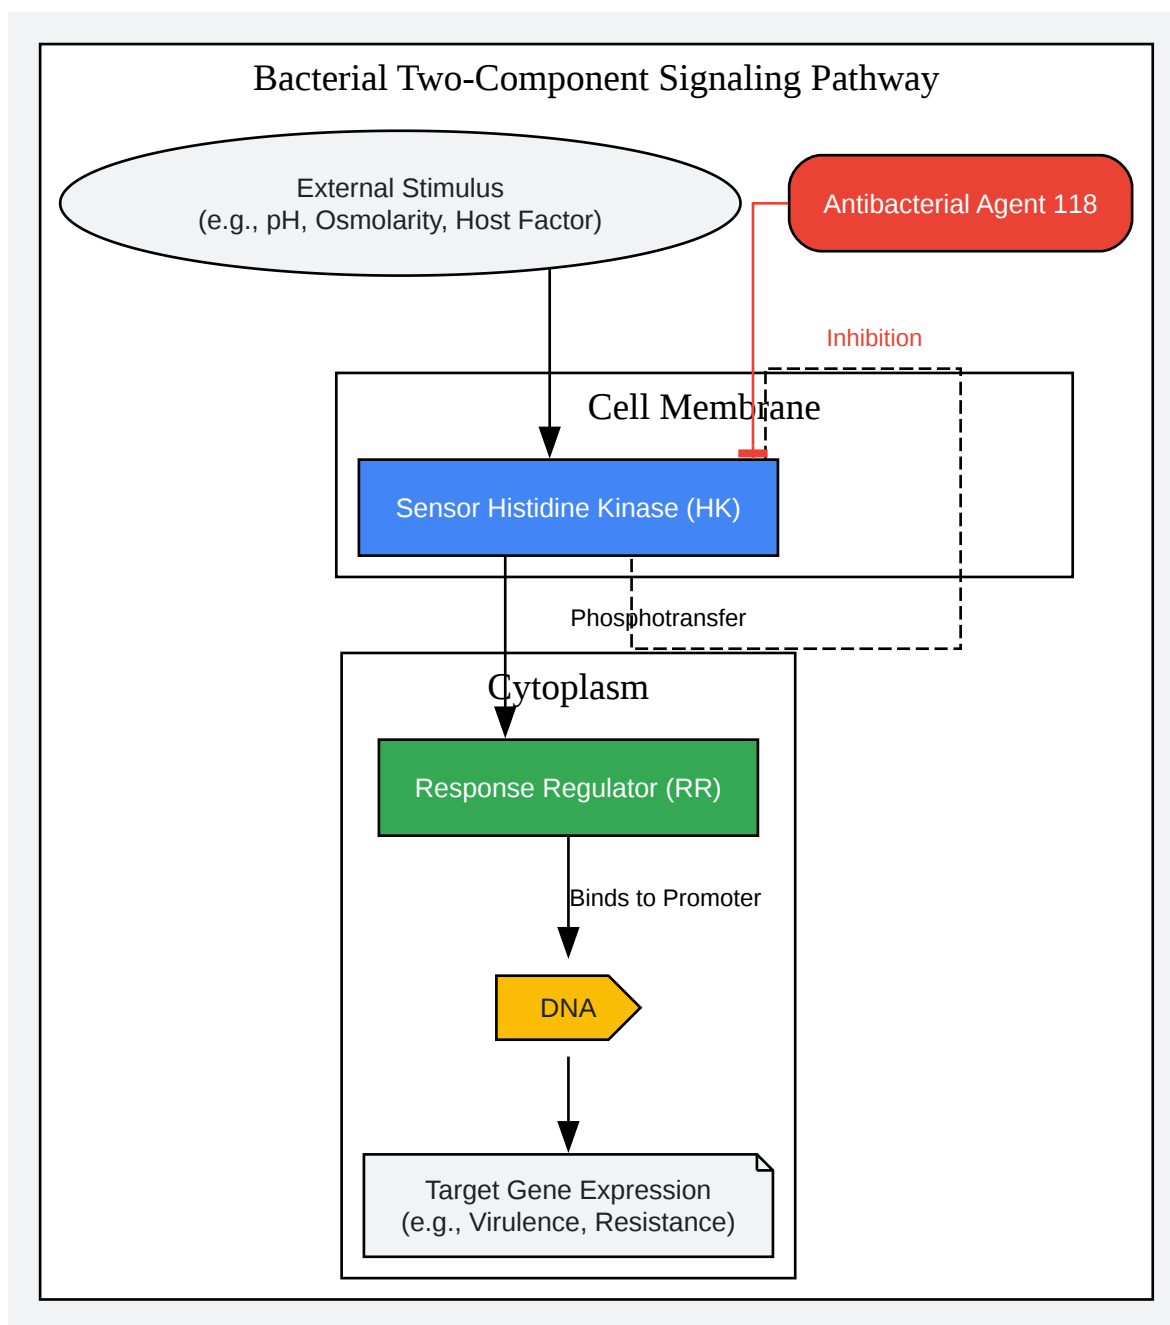 Bacterial Two-Component Signaling Pathway
External Stimulus
(e.g., pH, Osmolarity, Host Factor)
Antibacterial Agent 118
Inhibition
Cell Membrane
Sensor Histidine Kinase (HK)
Phosphotransfer
Cytoplasm
Response Regulator (RR)
Binds to Promoter
DNA
Target Gene Expression
(e.g., Virulence, Resistance)